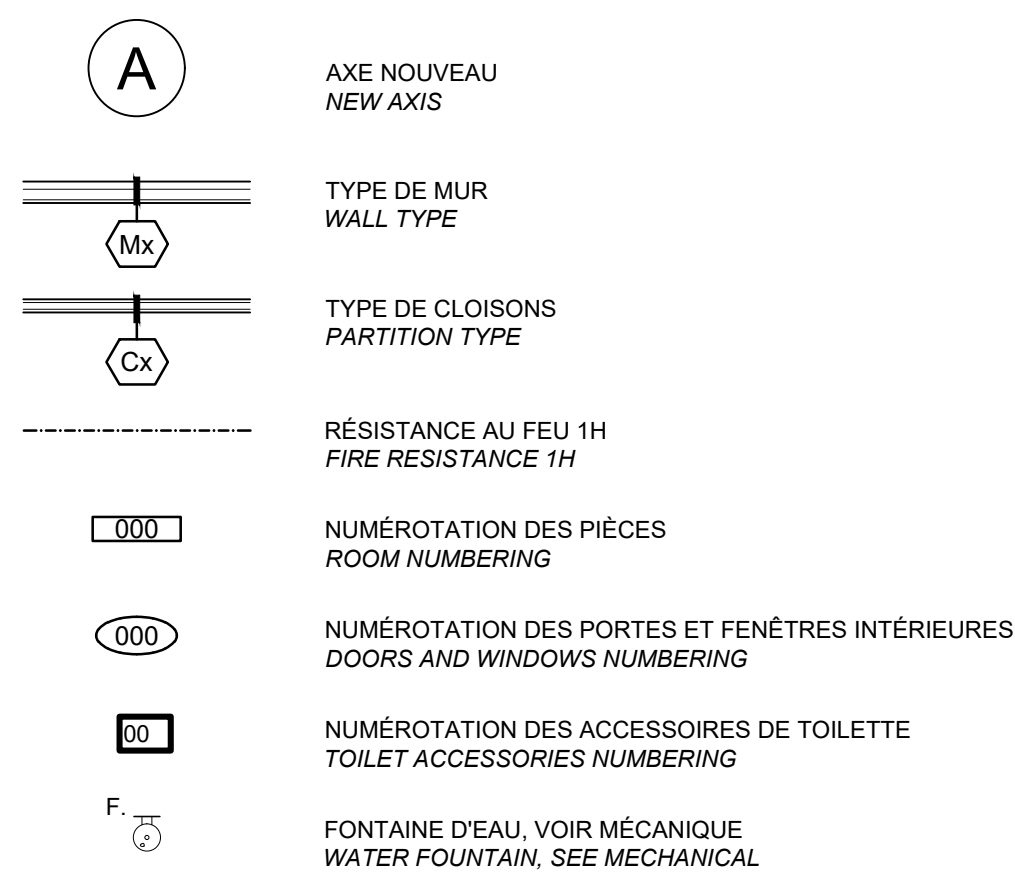 A
AXE NOUVEAU
NEW AXIS
TYPE DE MUR
WALL TYPE
Mx
TYPE DE CLOISONS
PARTITION TYPE
Cx
RÉSISTANCE AU FEU 1H
FIRE RESISTANCE 1H
000
NUMÉROTATION DES PIÈCES
ROOM NUMBERING
000
NUMÉROTATION DES PORTES ET FENÊTRES INTÉRIEURES
DOORS AND WINDOWS NUMBERING
00
NUMÉROTATION DES ACCESSOIRES DE TOILETTE
TOILET ACCESSORIES NUMBERING
F.
FONTAINE D'EAU, VOIR MÉCANIQUE
WATER FOUNTAIN, SEE MECHANICAL